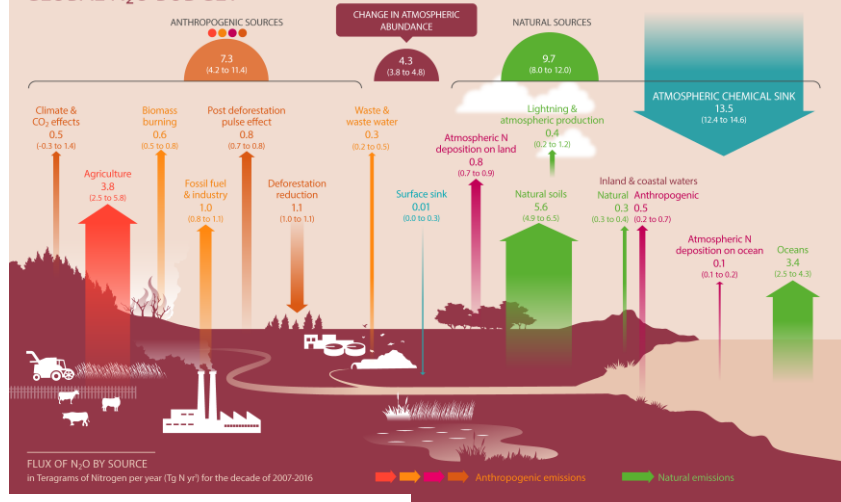 CHANGE IN ATMOSPHERIC
ABUNDANCE
ANTHROPOGENIC SOURCES
NATURAL SOURCES
7.3
(4.2 to 11.4)
4.3
(3.8 to 4.8)
9.7
(8.0 to 12.0)
ATMOSPHERIC CHEMICAL SINK
13.5
(12.4 to 14.6)
Climate &
CO₂ effects
0.5
(-0.3 to 1.4)
Biomass
burning
0.6
(0.5 to 0.8)
Post deforestation
pulse effect
0.8
(0.7 to 0.8)
Waste &
waste water
0.3
(0.2 to 0.5)
Lightning &
atmospheric production
0.4
(0.2 to 1.2)
Atmospheric N
deposition on land
0.8
(0.7 to 0.9)
Agriculture
3.8
(2.5 to 5.8)
Fossil fuel
& industry
1.0
(0.8 to 1.1)
Deforestation
reduction
1.1
(1.0 to 1.1)
Surface sink
0.01
(0.0 to 0.3)
Natural soils
5.6
(4.9 to 6.5)
Inland & coastal waters
Natural
0.3
(0.3 to 0.4)
Anthropogenic
0.5
(0.2 to 0.7)
Atmospheric N
deposition on ocean
0.1
(0.1 to 0.2)
Oceans
3.4
(2.5 to 4.3)
FLUX OF N₂O BY SOURCE
in Teragrams of Nitrogen per year (Tg N yr¹) for the decade of 2007-2016
Anthropogenic emissions
Natural emissions